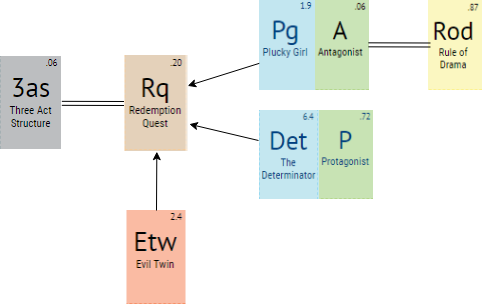 1.9
Pg
Plucky Girl
.06
A
Antagonist
.87
Rod
Rule of
Drama
.06
3as
Three Act
Structure
.20
Rq
Redemption
Quest
6.4
Det
The
Determinator
.72
P
Protagonist
2.4
Etw
Evil Twin